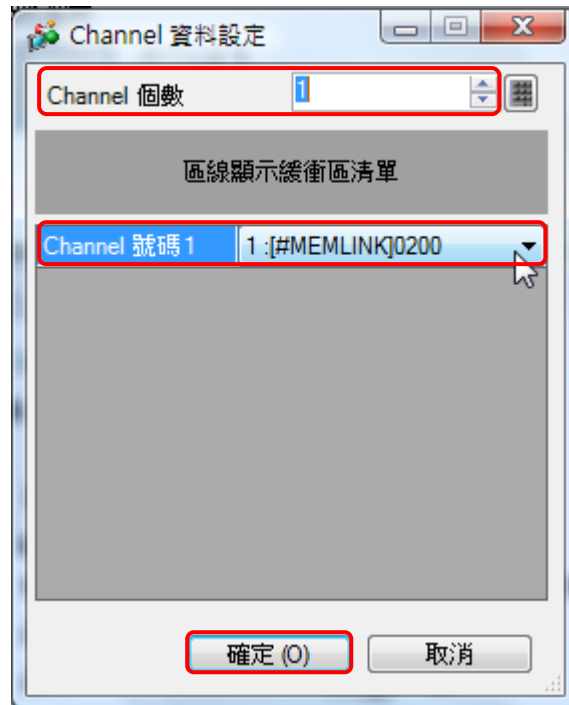 Channel 資料設定
Channel 個數 1
區線顯示緩衝區清單
Channel 號碼 1 1 :[#MEMLINK]0200
確定 (O) 取消